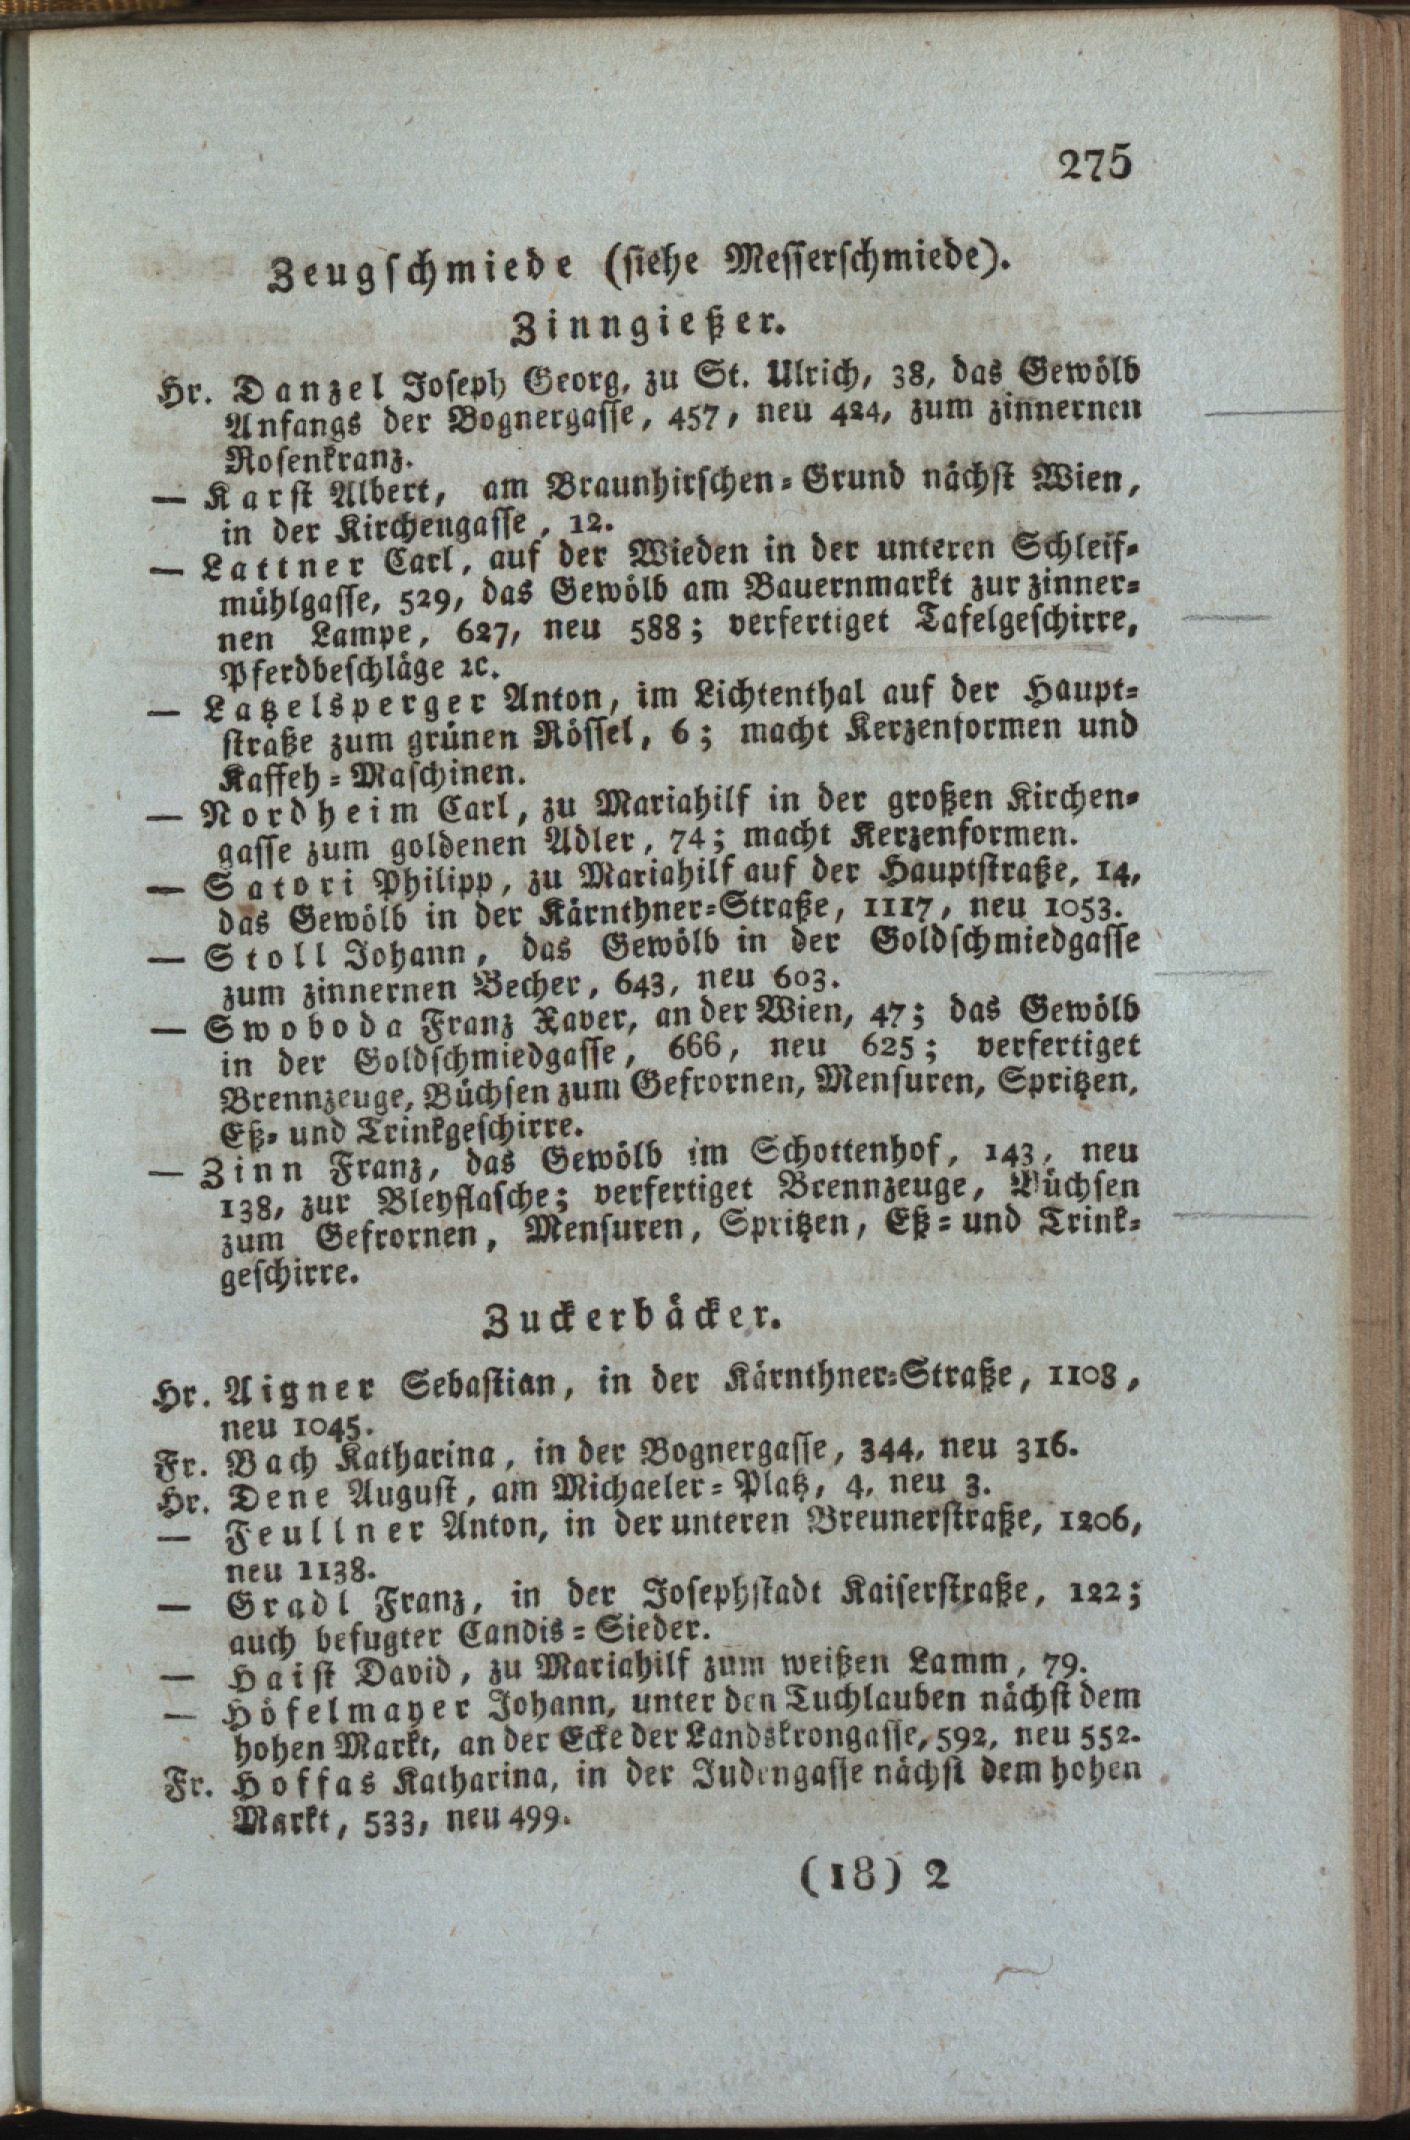 275
Zeugschmiede (siehe Messerschmiede).
Zinngießer.
Hr. Danzel Joseph Georg, zu St. Ulrich, 38, das Gewölb
Anfangs der Bognergasse, 457, neu 424, zum zinnernen
Rosenkranz.
— Karst Albert, am Braunhirschen-Grund nächst Wien,
in der Kirchengasse, 12.
— Lattner Carl, auf der Wieden in der unteren Schleif-
mühlgasse, 529, das Gewölb am Bauernmarkt zur zinner-
nen Lampe, 627, neu 588; verfertiget Tafelgeschirre,
Pferdbeschläge ꝛc.
— Latzelsperger Anton, im Lichtenthal auf der Haupt-
straße zum grünen Rössel, 6; macht Kerzenformen und
Kaffeh-Maschinen.
— Nordheim Carl, zu Mariahilf in der großen Kirchen-
gasse zum goldenen Adler, 74; macht Kerzenformen.
— Satori Philipp, zu Mariahilf auf der Hauptstraße, 14,
das Gewölb in der Kärnthner-Straße, 1117, neu 1053.
— Stoll Johann, das Gewölb in der Goldschmiedgasse
zum zinnernen Becher, 643, neu 603.
— Swoboda Franz Xaver, an der Wien, 47; das Gewölb
in der Goldschmiedgasse, 666, neu 625; verfertiget
Brennzeuge, Büchsen zum Gefrornen, Mensuren, Spritzen,
Eß- und Trinkgeschirre.
— Zinn Franz, das Gewölb im Schottenhof, 143, neu
138, zur Bleyflasche; verfertiget Brennzeuge, Büchsen
zum Gefrornen, Mensuren, Spritzen, Eß- und Trink-
geschirre.
Zuckerbäcker.
Hr. Aigner Sebastian, in der Kärnthner-Straße, 1108,
neu 1045.
Fr. Bach Katharina, in der Bognergasse, 344, neu 316.
Hr. Dene August, am Michaeler-Platz, 4, neu 3.
— Feullner Anton, in der unteren Breunerstraße, 1206,
neu 1138.
— Gradl Franz, in der Josephstadt Kaiserstraße, 122;
auch befugter Candis-Sieder.
— Haist David, zu Mariahilf zum weißen Lamm, 79.
— Höfelmayer Johann, unter den Tuchlauben nächst dem
hohen Markt, an der Ecke der Landskrongasse, 592, neu 552.
Fr. Hoffas Katharina, in der Judengasse nächst dem hohen
Markt, 533, neu 499.
(18) 2